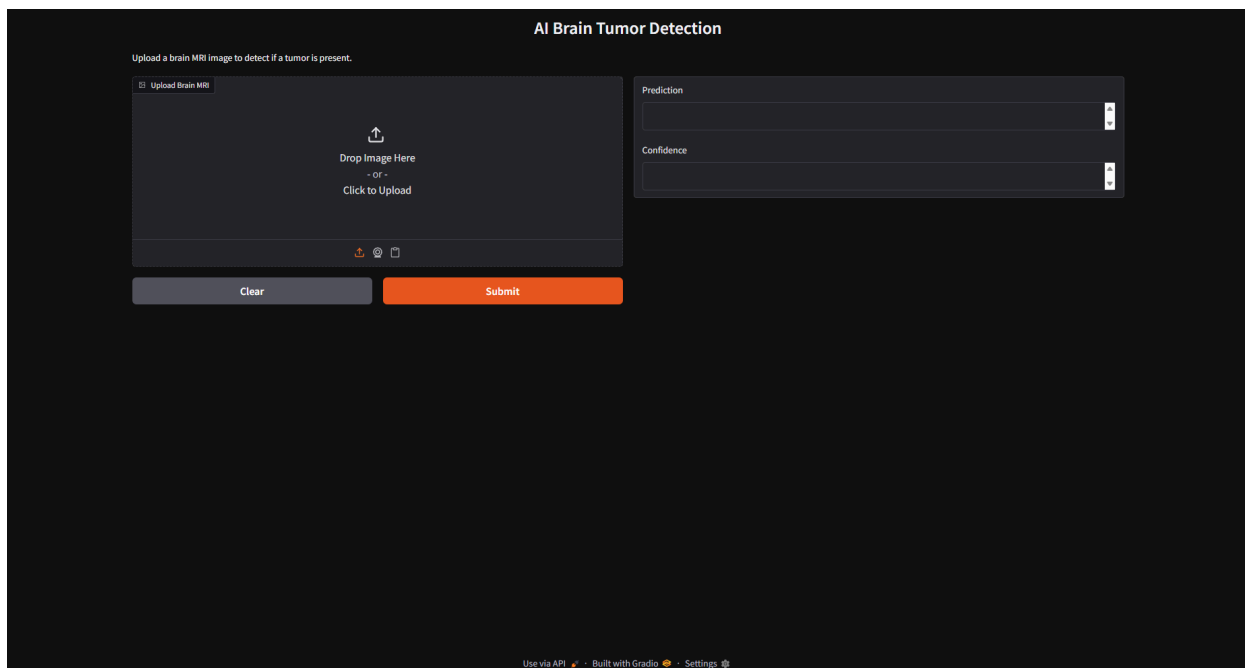 AI Brain Tumor Detection
Upload a brain MRI image to detect if a tumor is present.
Upload Brain MRI
Drop Image Here
- or -
Click to Upload
Clear
Submit
Prediction
Confidence
Use via API · Built with Gradio · Settings